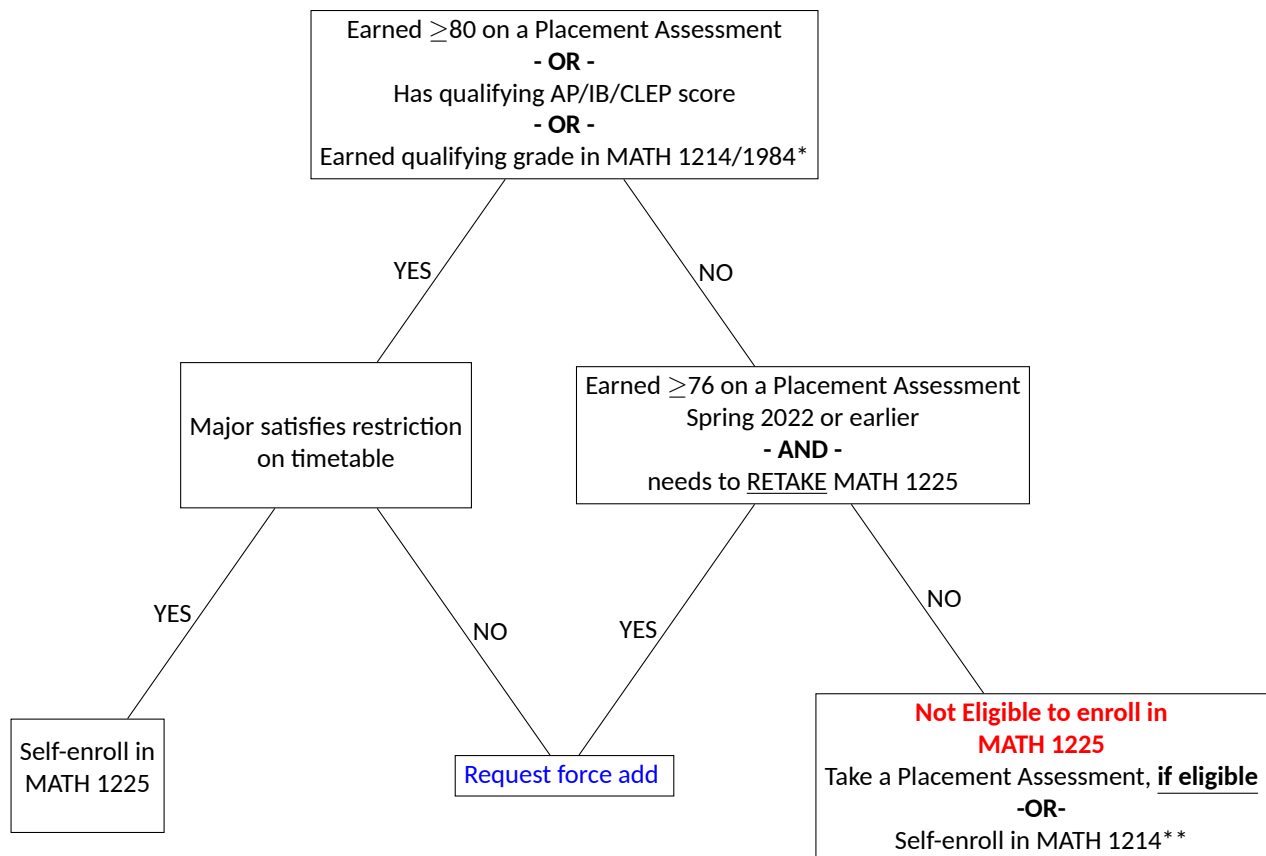 Earned ≥80 on a Placement Assessment
- OR -
Has qualifying AP/IB/CLEP score
- OR -
Earned qualifying grade in MATH 1214/1984*
YES
NO
Major satisfies restriction
on timetable
Earned ≥76 on a Placement Assessment
Spring 2022 or earlier
- AND -
needs to RETAKE MATH 1225
YES
NO
YES
NO
Self-enroll in
MATH 1225
Request force add
Not Eligible to enroll in
MATH 1225
Take a Placement Assessment, if eligible
-OR-
Self-enroll in MATH 1214**